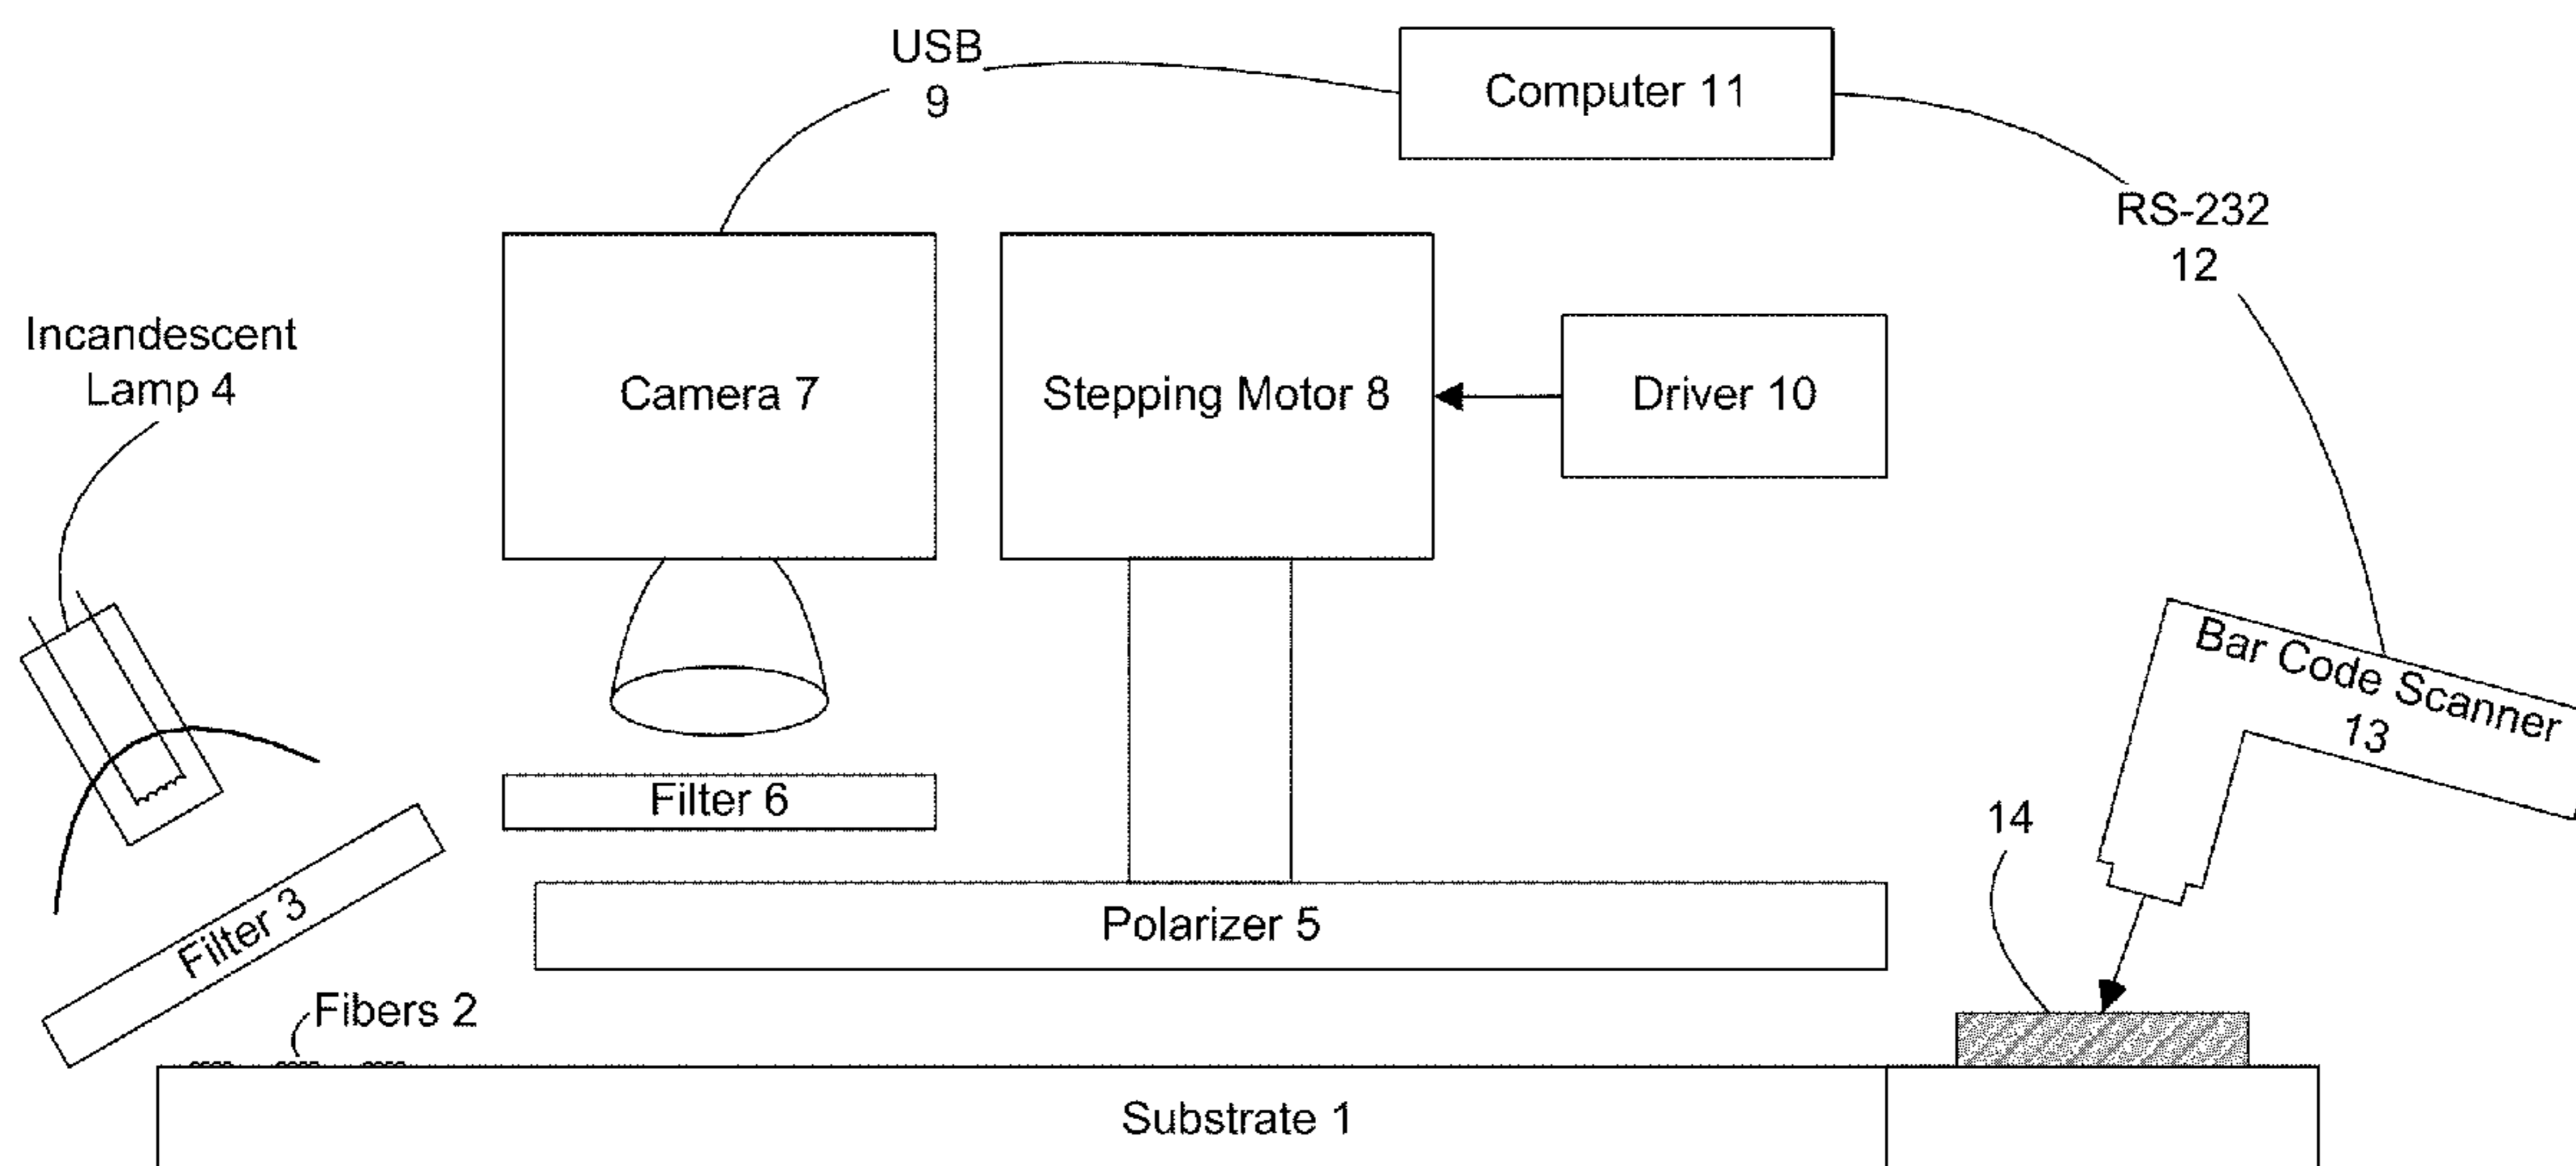 USB
9
Computer 11
RS-232
12
Incandescent
Lamp 4
Camera 7
Stepping Motor 8
Driver 10
Bar Code Scanner
13
Filter 6
14
Filter 3
Polarizer 5
Fibers 2
Substrate 1